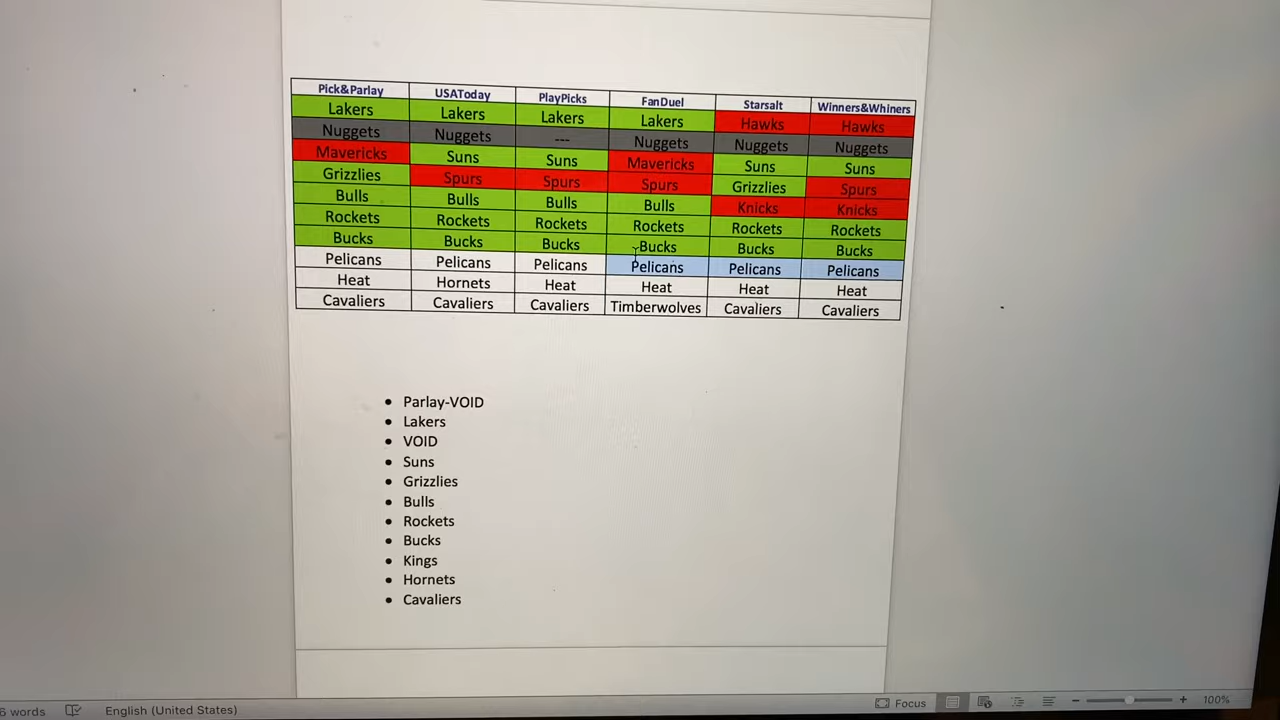 Pick&Parlay USAToday PlayPicks FanDuel Starsalt Winners&Whiners
Lakers Lakers Lakers Lakers Hawks Hawks
Nuggets Nuggets --- Nuggets Nuggets Nuggets
Mavericks Suns Suns Mavericks Suns Suns
Grizzlies Spurs Spurs Spurs Grizzlies Spurs
Bulls Bulls Bulls Bulls Knicks Knicks
Rockets Rockets Rockets Rockets Rockets Rockets
Bucks Bucks Bucks Bucks Bucks Bucks
Pelicans Pelicans Pelicans Pelicans Pelicans Pelicans
Heat Hornets Heat Heat Heat Heat
Cavaliers Cavaliers Cavaliers Timberwolves Cavaliers Cavaliers
• Parlay-VOID
• Lakers
• VOID
• Suns
• Grizzlies
• Bulls
• Rockets
• Bucks
• Kings
• Hornets
• Cavaliers
6 words English (United States) Focus 100%